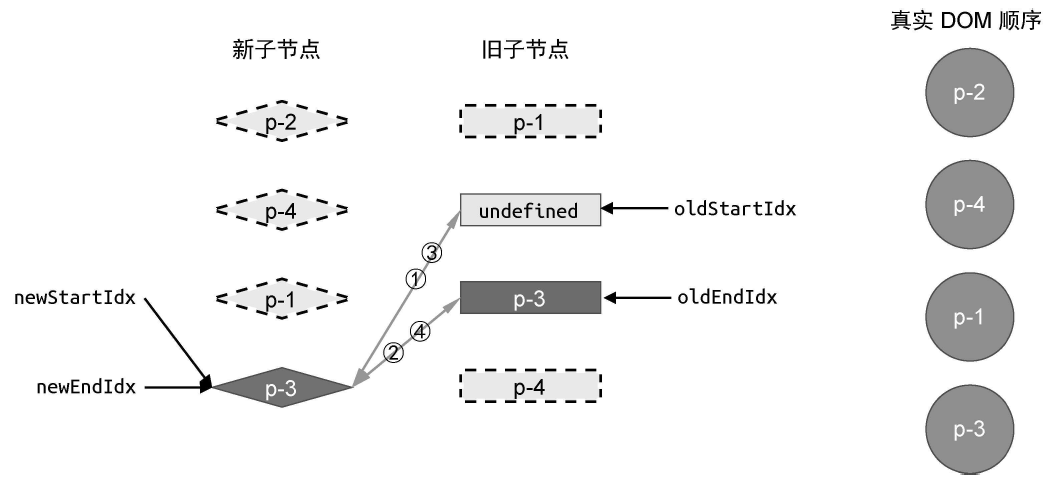 真实 DOM 顺序
新子节点
旧子节点
p-2
p-1
p-2
p-4
undefined
oldStartIdx
p-4
③
①
newStartIdx
p-1
p-3
oldEndIdx
p-1
④
②
newEndIdx
p-3
p-4
p-3